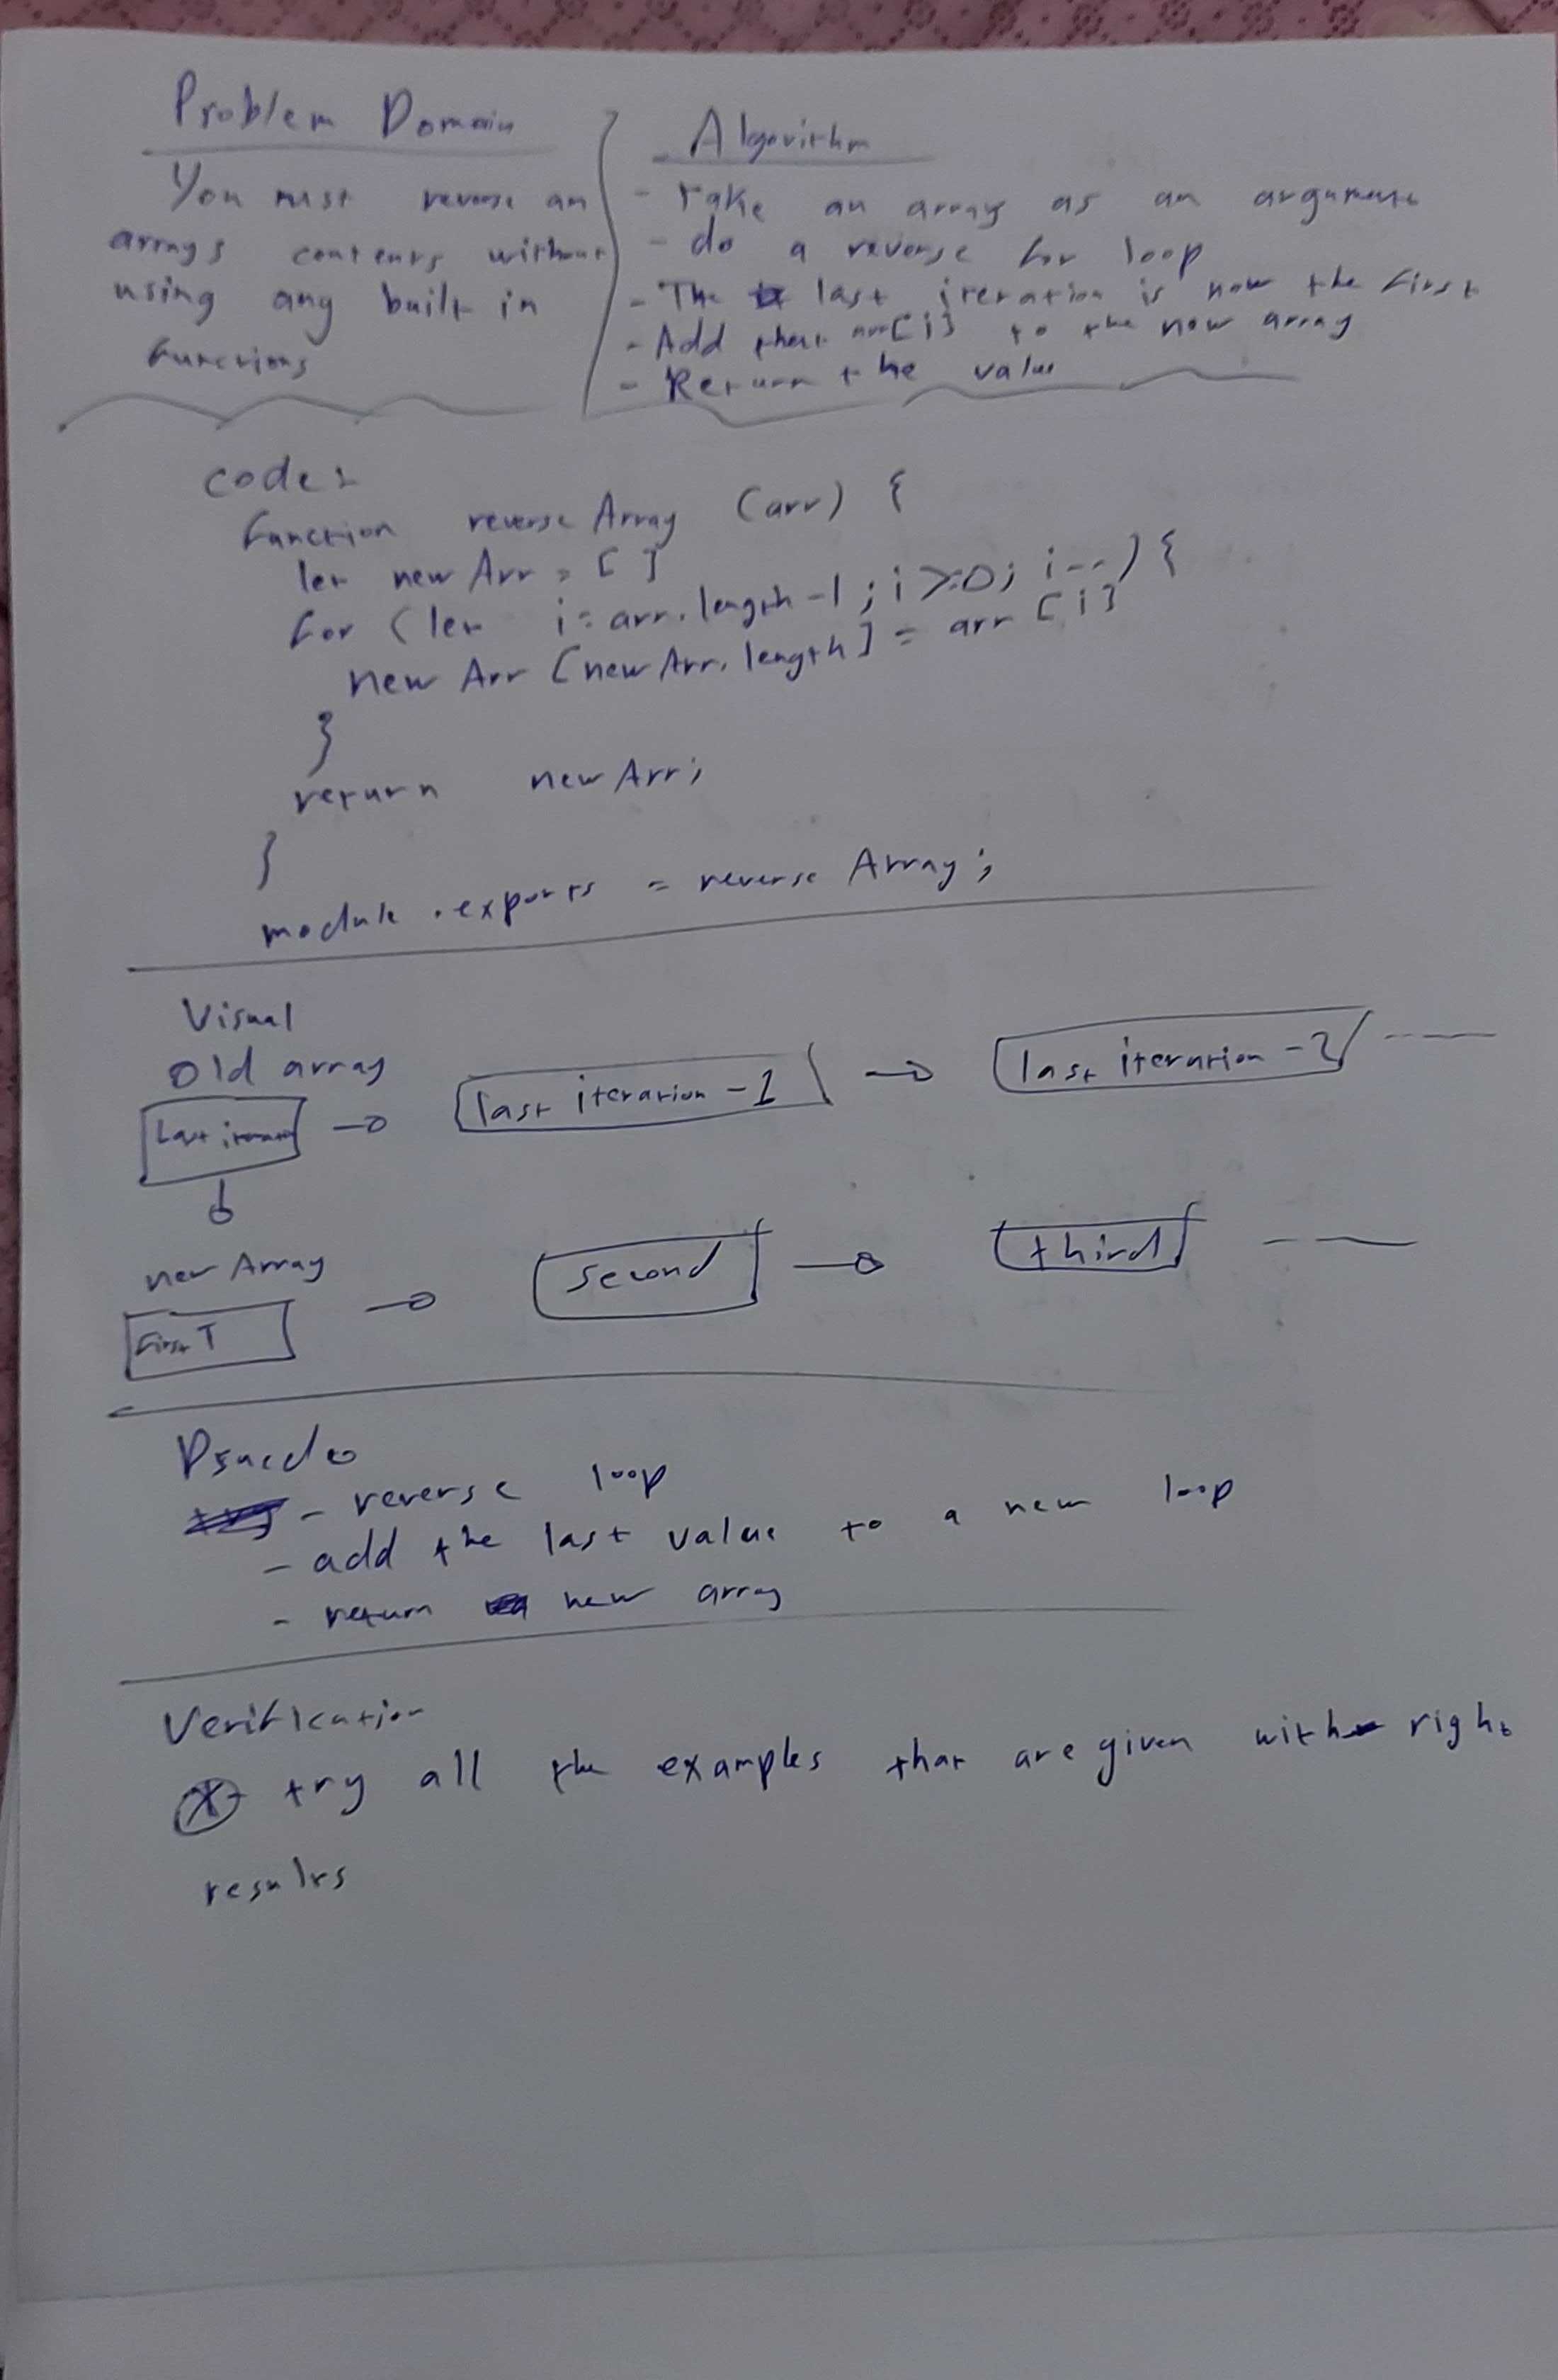 Problem Domain
You must reverse an
arrays contents without
using any built in
functions
Algorithm
- take an array as an argument
- do a reverse for loop
- The last iteration is now the first
- Add that arr[i] to the new array
- Return the value
code:
function reverseArray (arr) {
let newArr = [ ]
for (let i = arr.length-1; i >= 0; i--) {
newArr [newArr.length] = arr [i]
}
return newArr;
}
module.exports = reverseArray;
Visual
Old array
Last iteration → last iteration -1 → last iteration -2
new Array
First → second → third
Psuedo
- reverse loop
- add the last value to a new loop
- return new array
Verification
try all the examples that are given with right
results